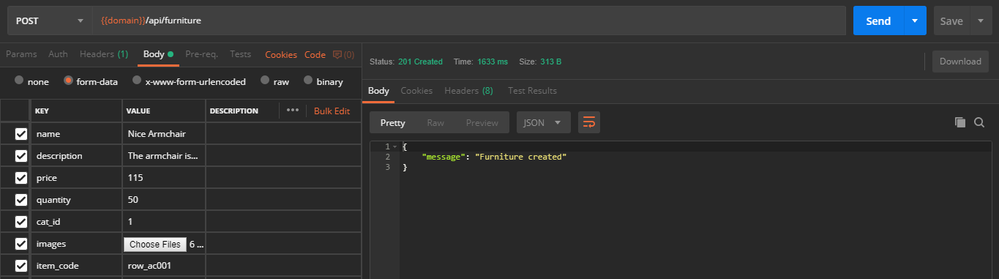 POST {{domain}}/api/furniture Send Save
Params Auth Headers (1) Body Pre-req. Tests Cookies Code (0)
none form-data x-www-form-urlencoded raw binary
KEY VALUE DESCRIPTION ••• Bulk Edit
name Nice Armchair
description The armchair is...
price 115
quantity 50
cat_id 1
images Choose Files 6 ...
item_code row_ac001
Status: 201 Created Time: 1633 ms Size: 313 B Download
Body Cookies Headers (8) Test Results
Pretty Raw Preview JSON
1 {
2 "message": "Furniture created"
3 }